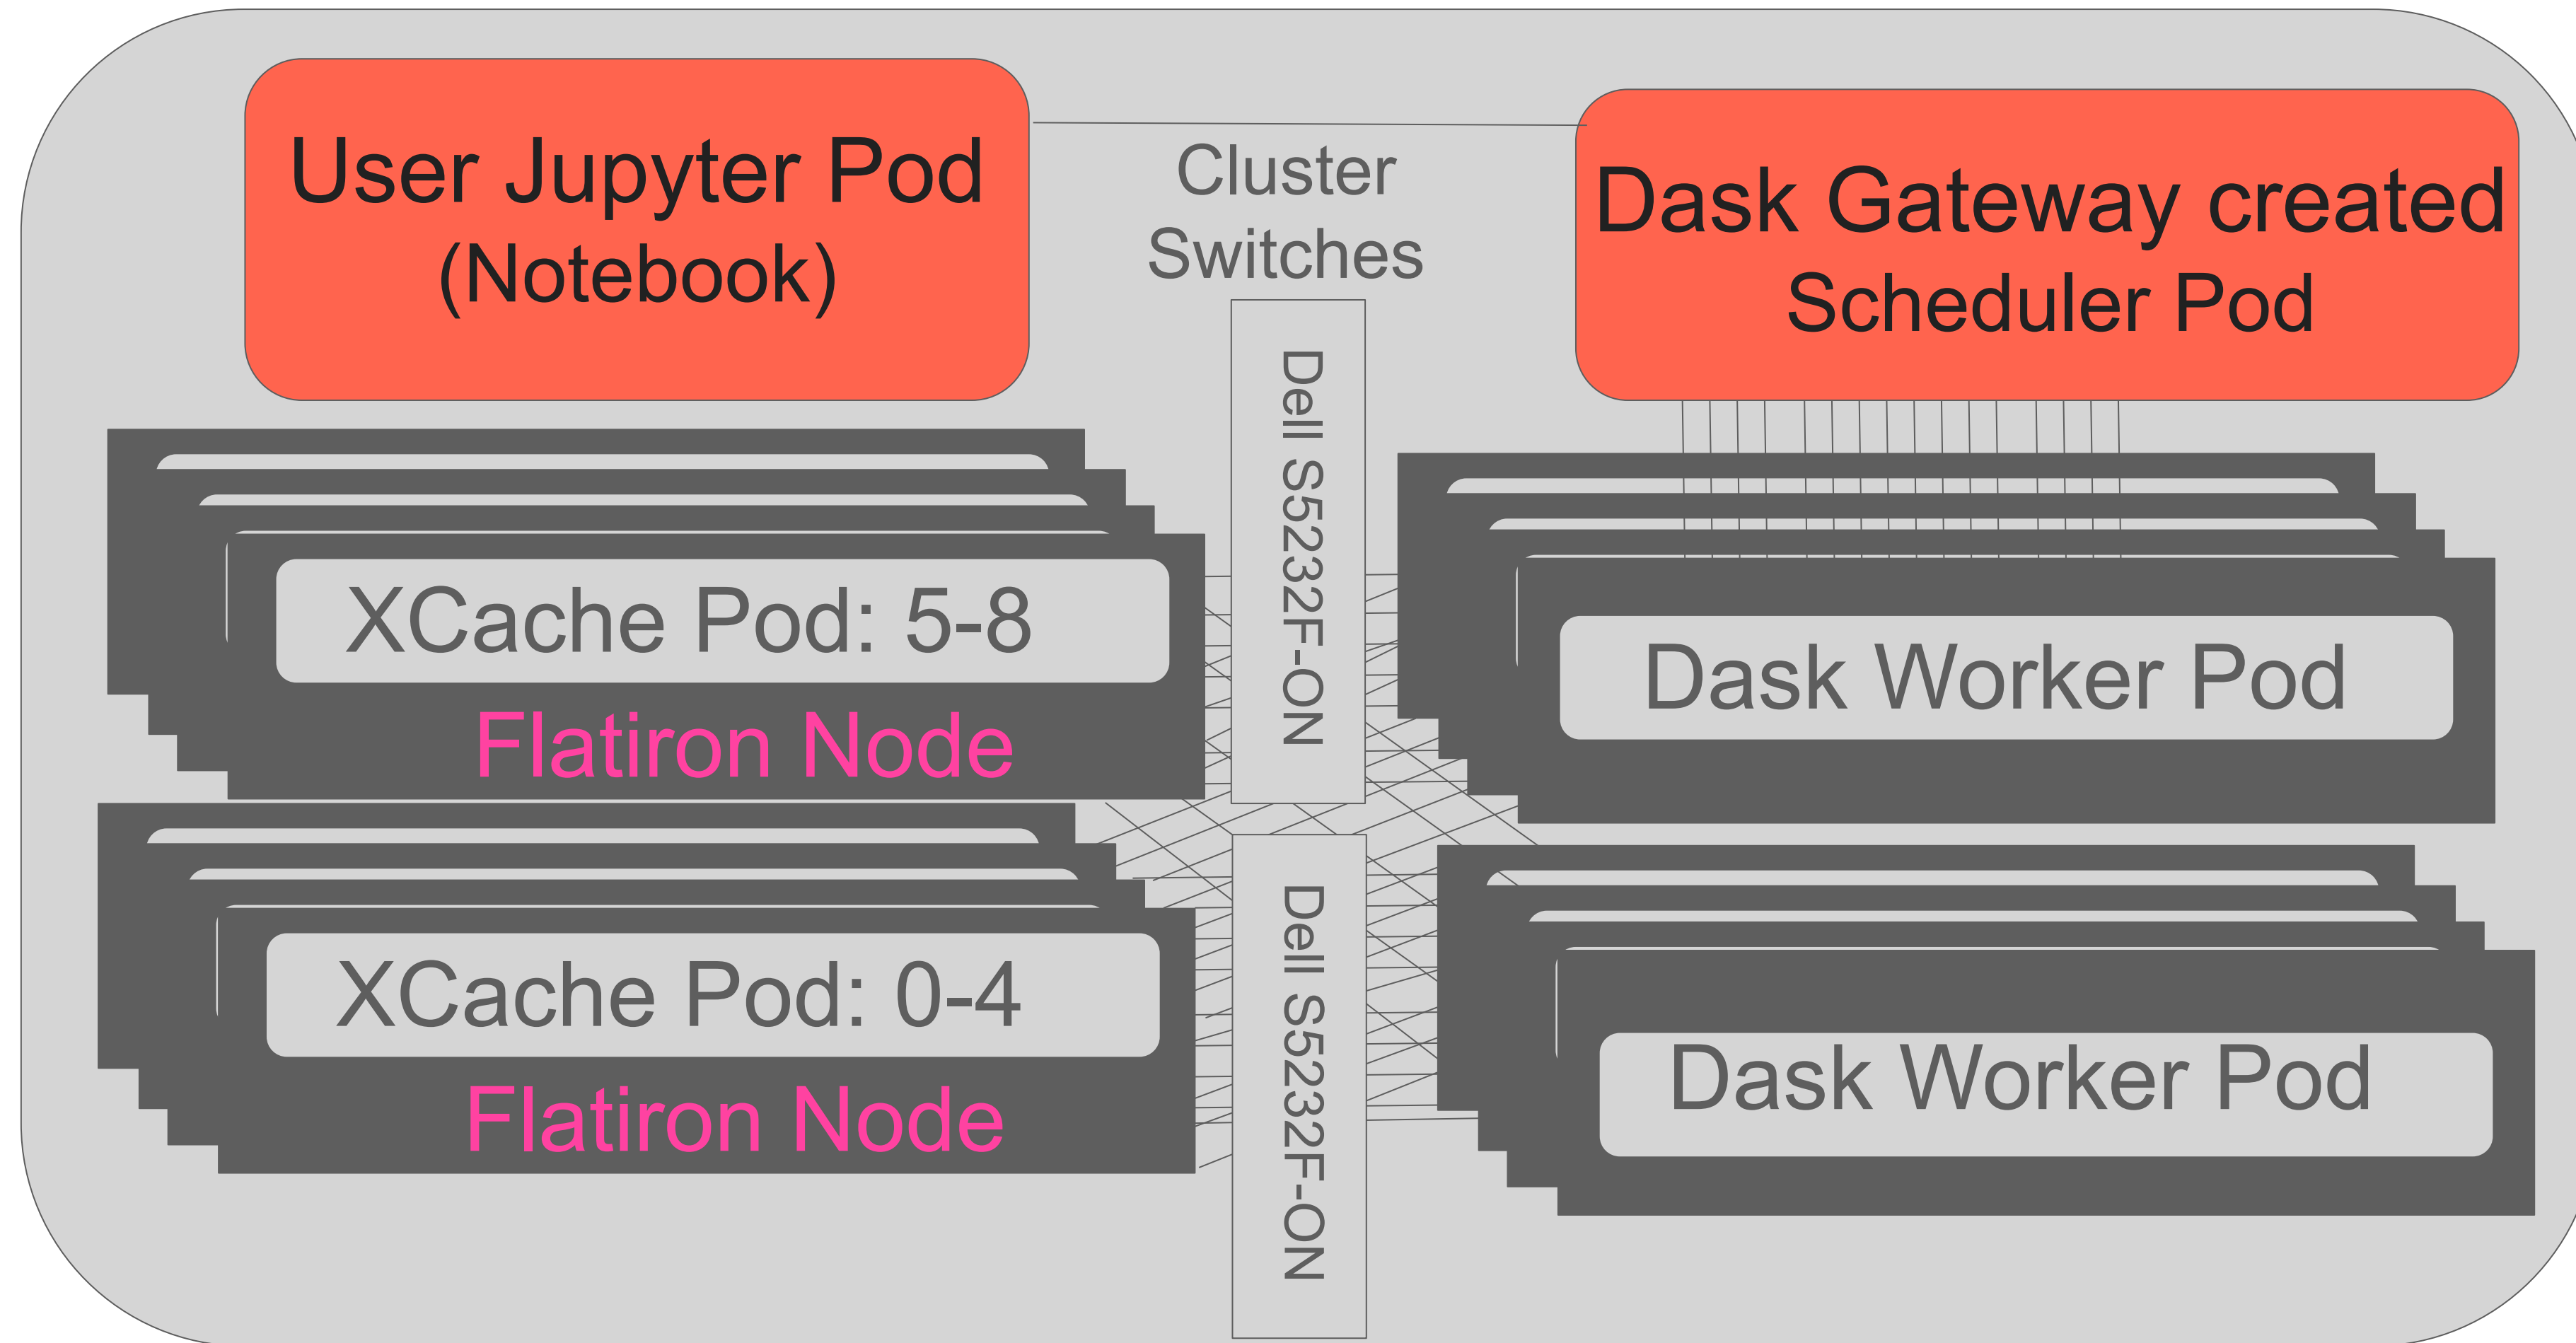 User Jupyter Pod
(Notebook)
Cluster
Switches
Dask Gateway created
Scheduler Pod
Dell S5232F-ON
XCache Pod: 5-8
Flatiron Node
Dask Worker Pod
Dell S5232F-ON
XCache Pod: 0-4
Flatiron Node
Dask Worker Pod